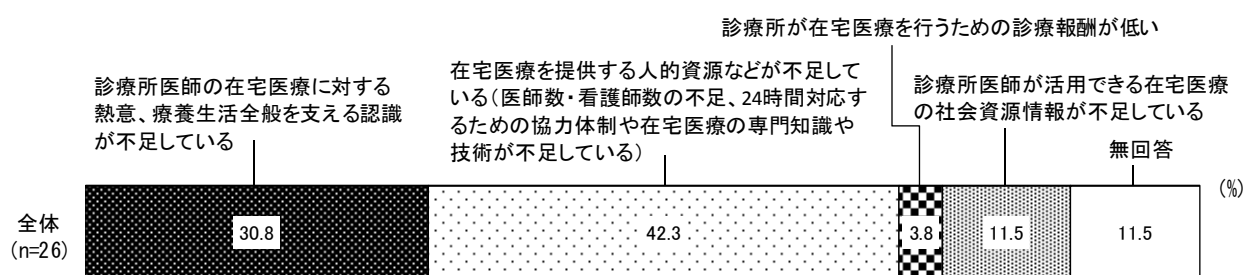 診療所が在宅医療を行うための診療報酬が低い
診療所医師の在宅医療に対する
熱意、療養生活全般を支える認識
が不足している
在宅医療を提供する人的資源などが不足して
いる(医師数・看護師数の不足、24時間対応す
るための協力体制や在宅医療の専門知識や
技術が不足している)
診療所医師が活用できる在宅医療
の社会資源情報が不足している
無回答
(%)
全体
(n=26)
30.8
42.3
3.8
11.5
11.5